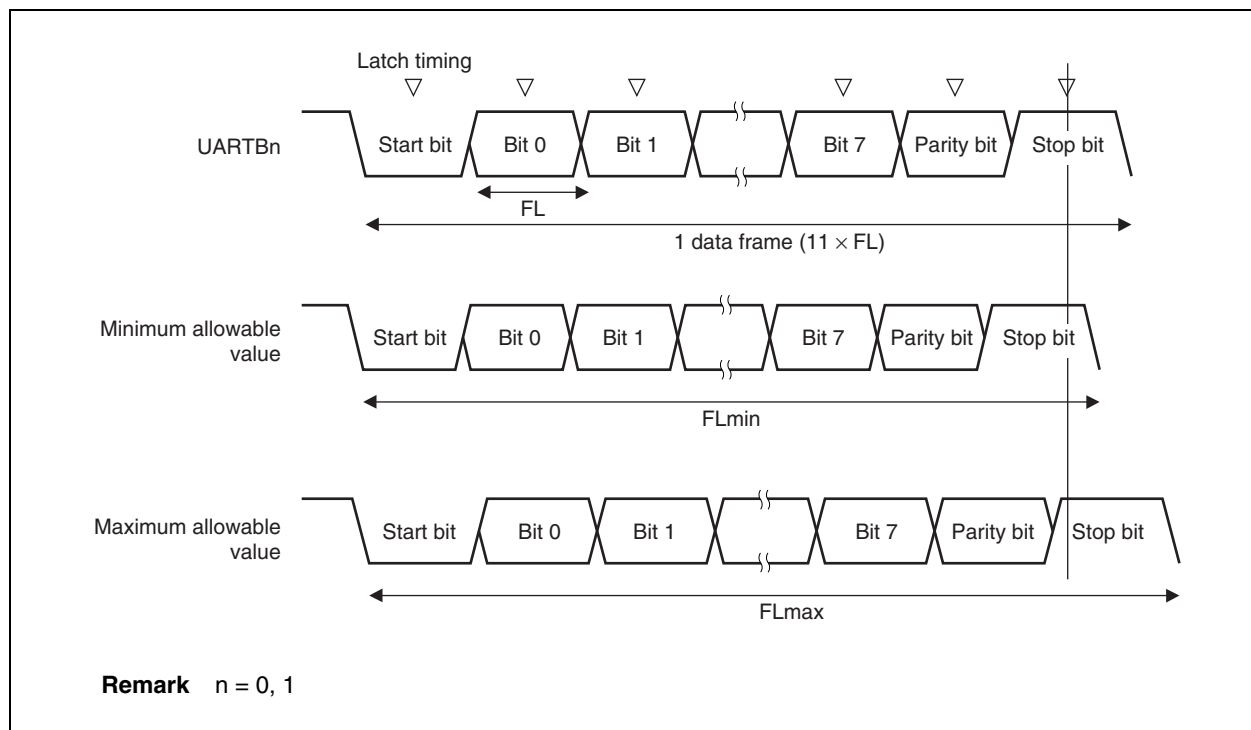 Latch timing
UARTBn
Start bit Bit 0 Bit 1 Bit 7 Parity bit Stop bit
FL
1 data frame (11 × FL)
Minimum allowable
value
Start bit Bit 0 Bit 1 Bit 7 Parity bit Stop bit
FLmin
Maximum allowable
value
Start bit Bit 0 Bit 1 Bit 7 Parity bit Stop bit
FLmax
Remark n = 0, 1